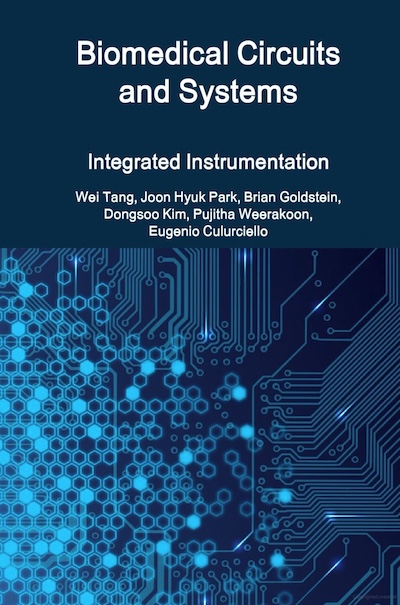 Biomedical Circuits
and Systems
Integrated Instrumentation
Wei Tang, Joon Hyuk Park, Brian Goldstein,
Dongsoo Kim, Pujitha Weerakoon,
Eugenio Culurciello